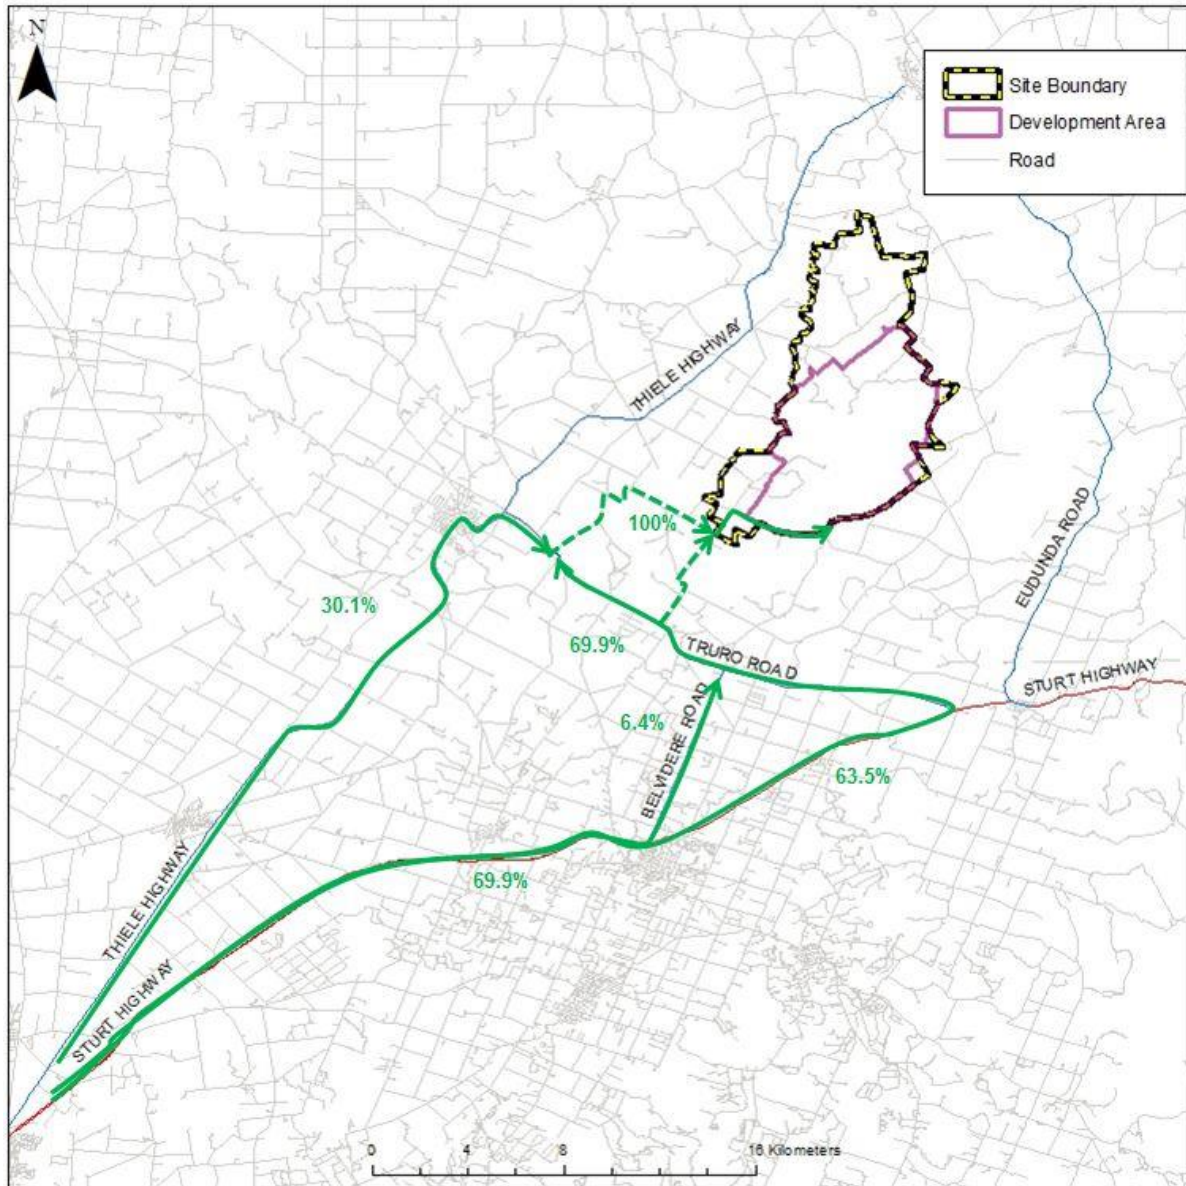 N
Site Boundary
Development Area
Road
THIELE HIGHWAY
100%
EUDUNDA ROAD
30.1%
69.9%
TRURO ROAD
STURT HIGHWAY
6.4%
BELVIDERE ROAD
63.5%
69.9%
THIELE HIGHWAY
STURT HIGHWAY
0 4 8 16 Kilometers